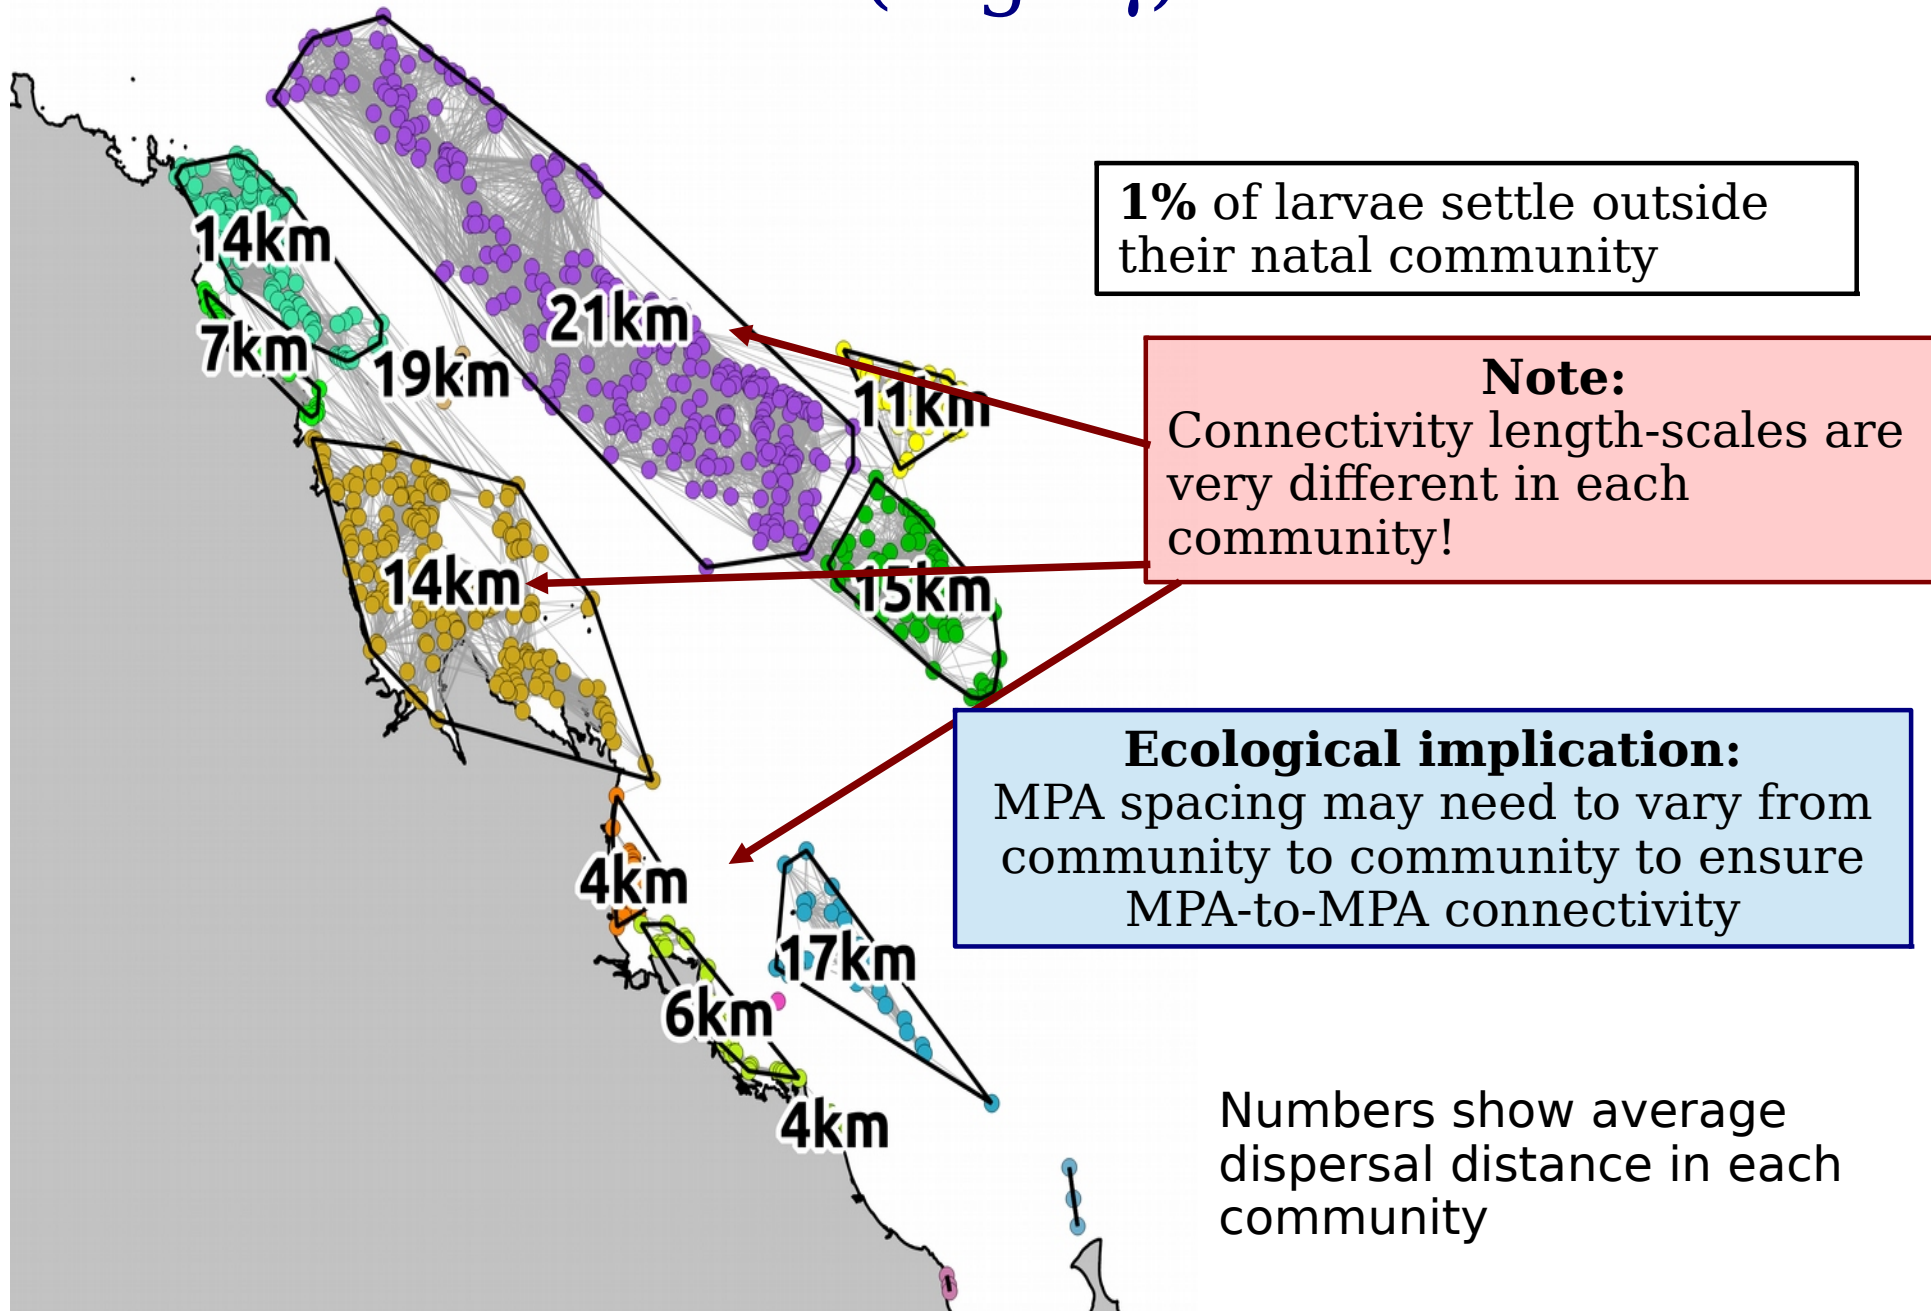 1% of larvae settle outside
their natal community
14km
21km
7km
19km
11km
Note:
Connectivity length-scales are
very different in each
community!
14km
15km
Ecological implication:
MPA spacing may need to vary from
community to community to ensure
MPA-to-MPA connectivity
4km
17km
6km
4km
Numbers show average
dispersal distance in each
community